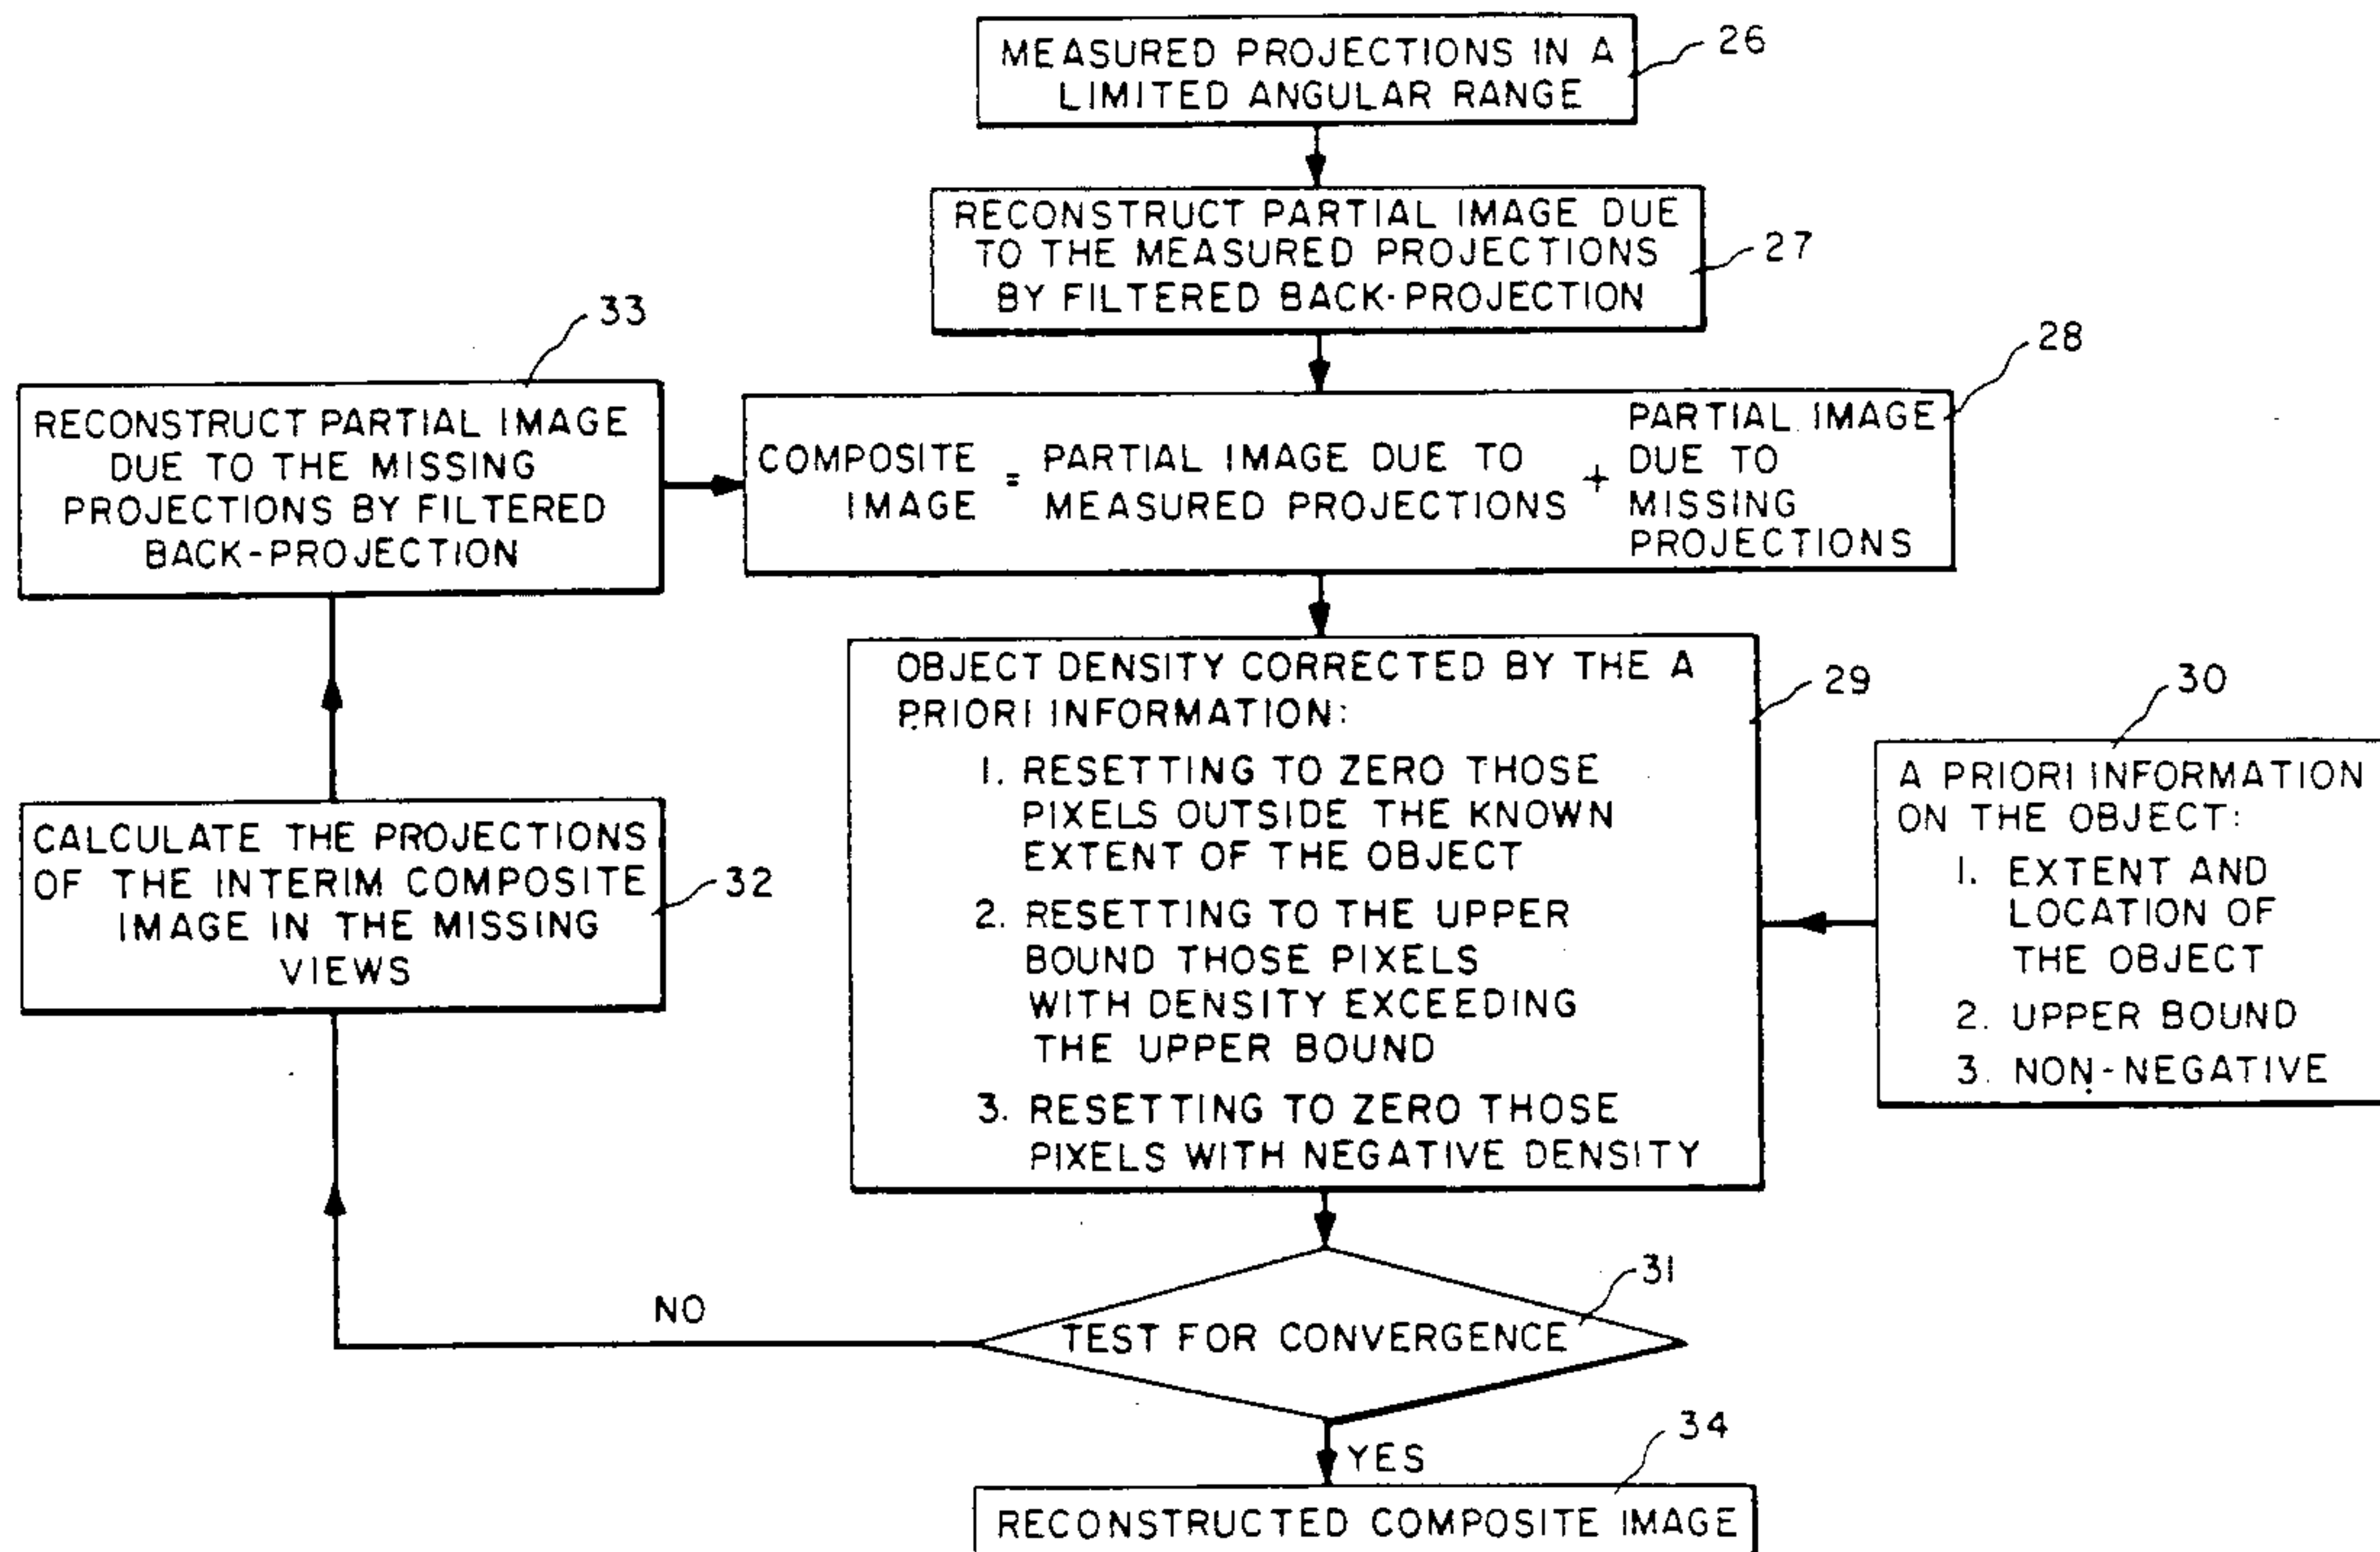 MEASURED PROJECTIONS IN A
LIMITED ANGULAR RANGE
26
RECONSTRUCT PARTIAL IMAGE DUE
TO THE MEASURED PROJECTIONS
BY FILTERED BACK-PROJECTION
27
33
RECONSTRUCT PARTIAL IMAGE
DUE TO THE MISSING
PROJECTIONS BY FILTERED
BACK-PROJECTION
28
COMPOSITE
IMAGE
=
PARTIAL IMAGE DUE TO
MEASURED PROJECTIONS
+
PARTIAL IMAGE
DUE TO
MISSING
PROJECTIONS
OBJECT DENSITY CORRECTED BY THE A
PRIORI INFORMATION:
1. RESETTING TO ZERO THOSE
PIXELS OUTSIDE THE KNOWN
EXTENT OF THE OBJECT
2. RESETTING TO THE UPPER
BOUND THOSE PIXELS
WITH DENSITY EXCEEDING
THE UPPER BOUND
3. RESETTING TO ZERO THOSE
PIXELS WITH NEGATIVE DENSITY
29
30
A PRIORI INFORMATION
ON THE OBJECT:
1. EXTENT AND
LOCATION OF
THE OBJECT
2. UPPER BOUND
3. NON-NEGATIVE
CALCULATE THE PROJECTIONS
OF THE INTERIM COMPOSITE
IMAGE IN THE MISSING
VIEWS
32
31
NO
TEST FOR CONVERGENCE
YES
34
RECONSTRUCTED COMPOSITE IMAGE